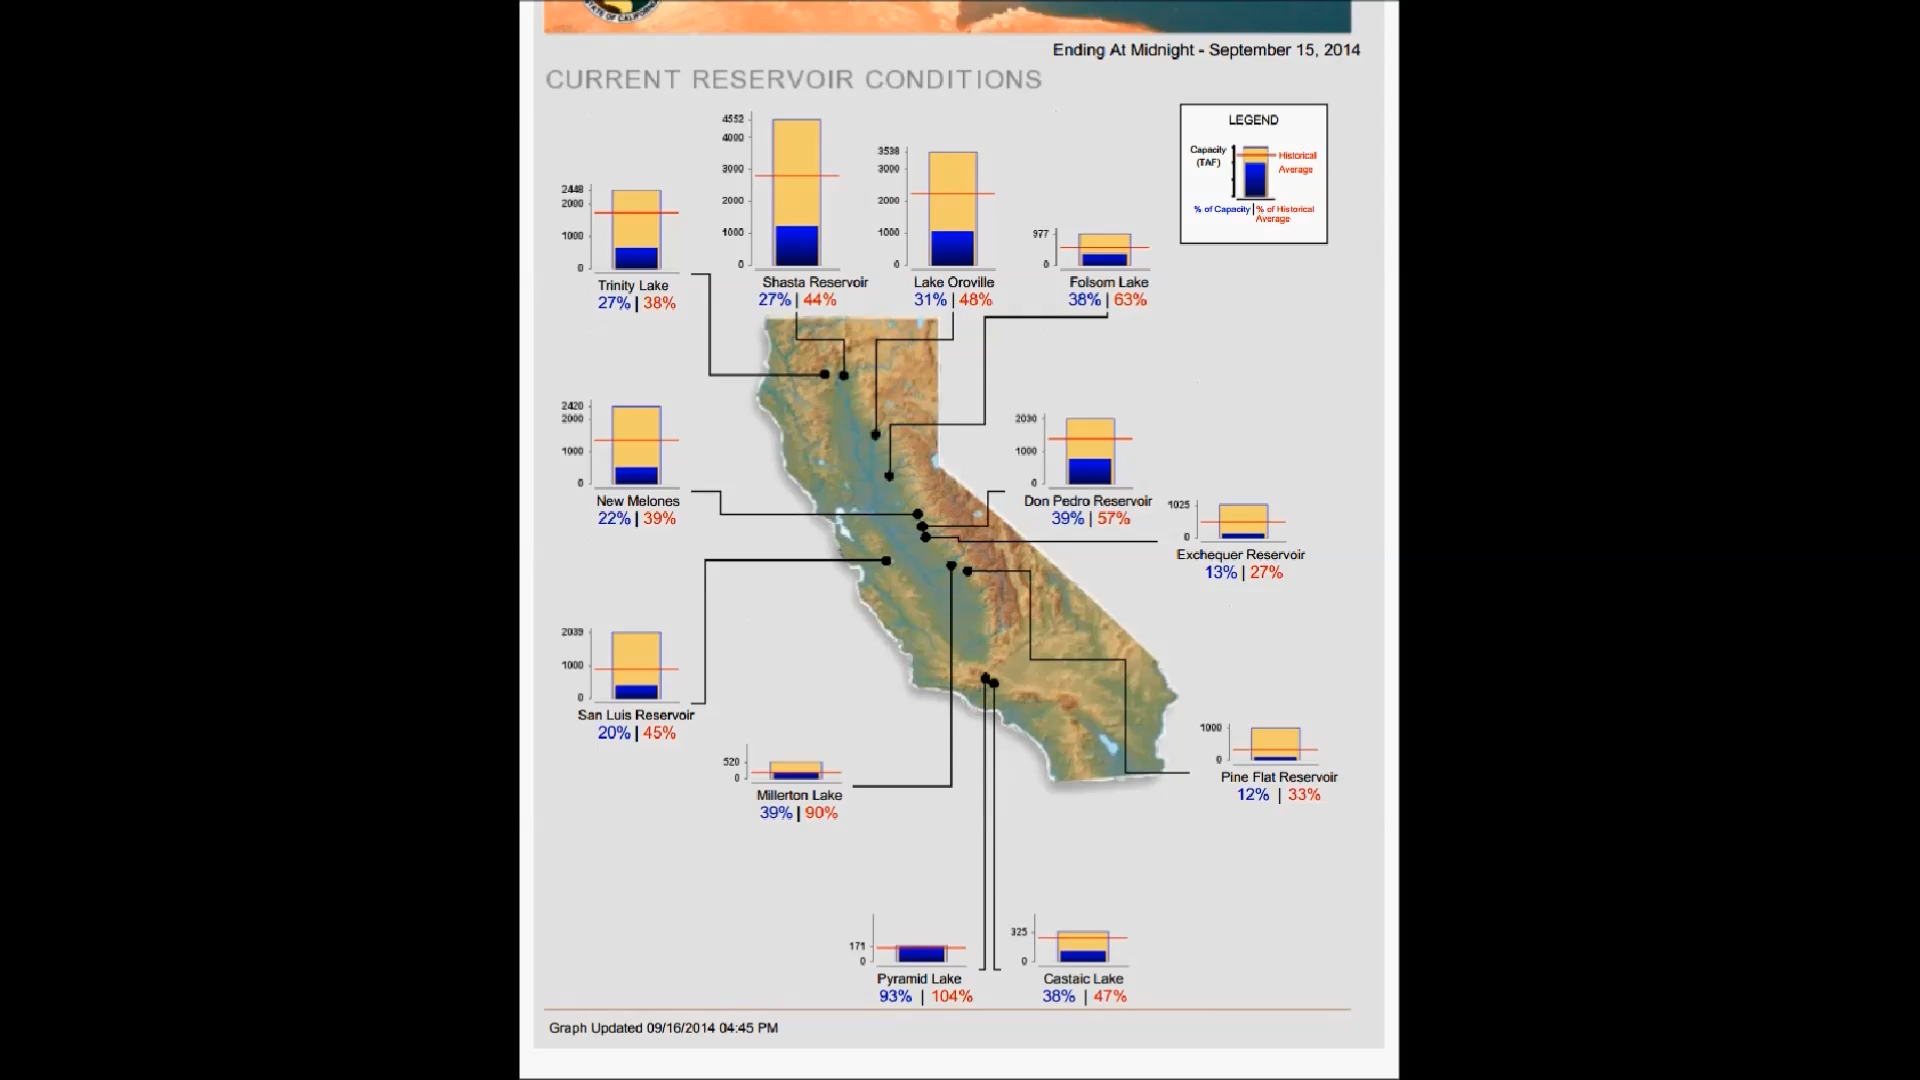 STATE OF CALIFORNIA
Ending At Midnight - September 15, 2014
CURRENT RESERVOIR CONDITIONS
LEGEND
Capacity
(TAF)
Historical
Average
% of Capacity | % of Historical
Average
4552
4000
3000
2000
1000
0
Shasta Reservoir
27% | 44%
3538
3000
2000
1000
0
Lake Oroville
31% | 48%
2448
2000
1000
0
Trinity Lake
27% | 38%
977
0
Folsom Lake
38% | 63%
2420
2000
1000
0
New Melones
22% | 39%
2030
1000
0
Don Pedro Reservoir
39% | 57%
1025
0
Exchequer Reservoir
13% | 27%
2039
1000
0
San Luis Reservoir
20% | 45%
520
0
Millerton Lake
39% | 90%
1000
0
Pine Flat Reservoir
12% | 33%
171
0
Pyramid Lake
93% | 104%
325
0
Castaic Lake
38% | 47%
Graph Updated 09/16/2014 04:45 PM